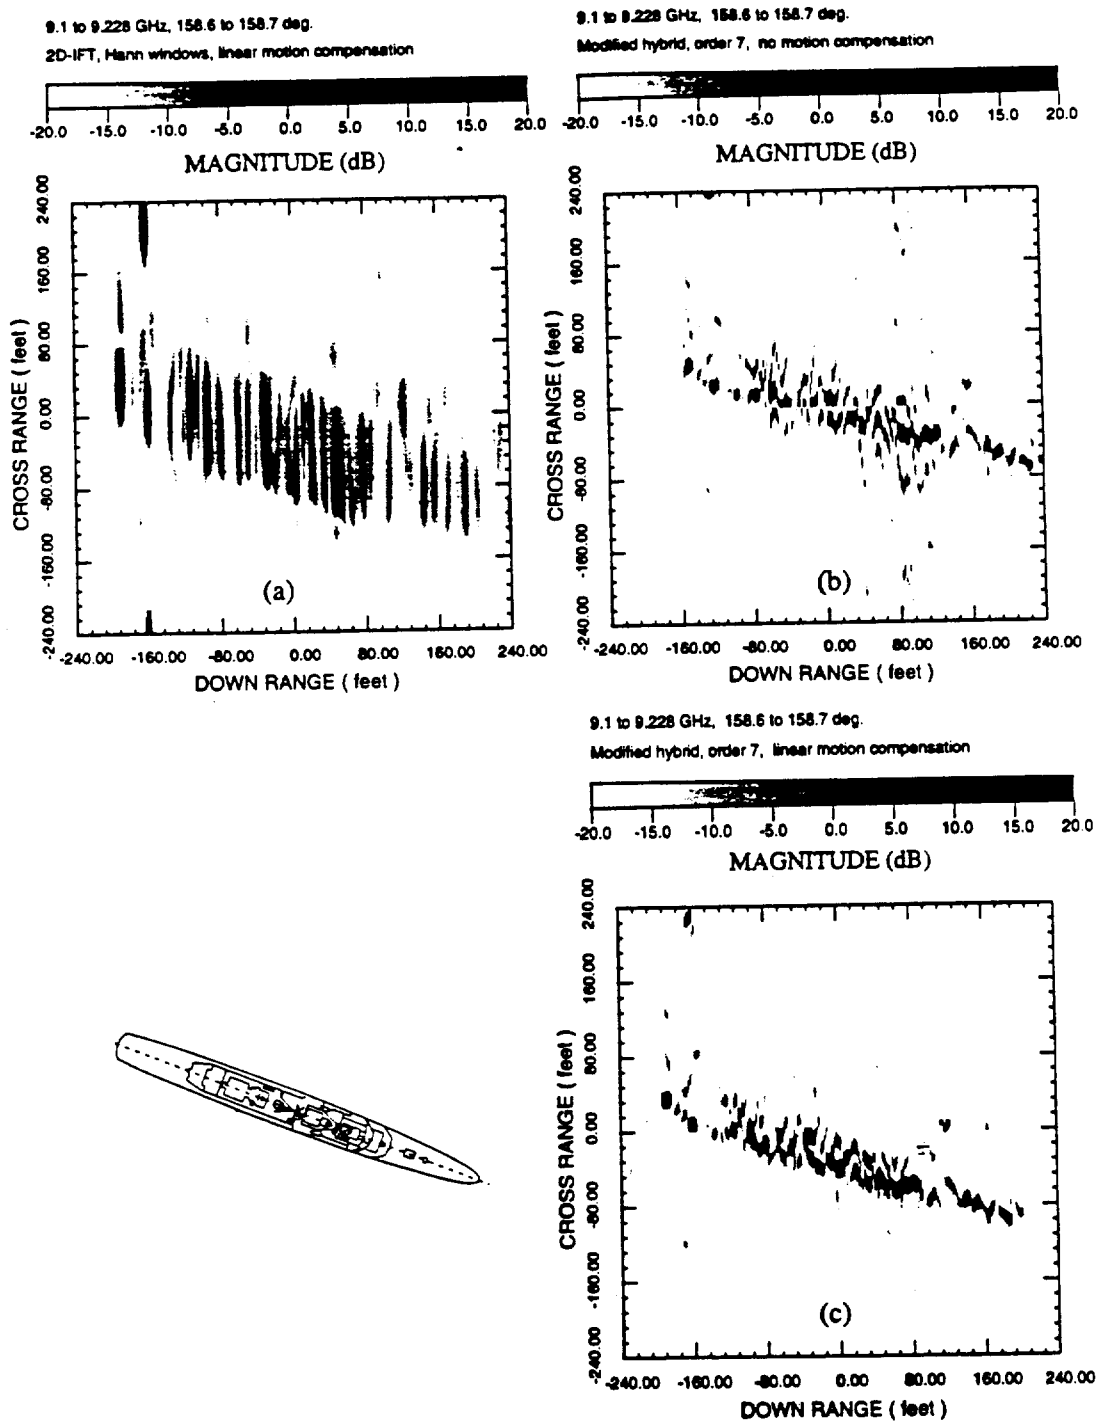 9.1 to 9.228 GHz, 158.6 to 158.7 deg.
2D-IFT, Hann windows, linear motion compensation
-20.0 -15.0 -10.0 -5.0 0.0 5.0 10.0 15.0 20.0
MAGNITUDE (dB)
240.00
160.00
80.00
0.00
-80.00
-160.00
-240.00
CROSS RANGE ( feet )
(a)
-240.00 -160.00 -80.00 0.00 80.00 160.00 240.00
DOWN RANGE ( feet )
9.1 to 9.228 GHz, 158.6 to 158.7 deg.
Modified hybrid, order 7, no motion compensation
-20.0 -15.0 -10.0 -5.0 0.0 5.0 10.0 15.0 20.0
MAGNITUDE (dB)
240.00
160.00
80.00
0.00
-80.00
-160.00
-240.00
CROSS RANGE ( feet )
(b)
-240.00 -160.00 -80.00 0.00 80.00 160.00 240.00
DOWN RANGE ( feet )
9.1 to 9.228 GHz, 158.6 to 158.7 deg.
Modified hybrid, order 7, linear motion compensation
-20.0 -15.0 -10.0 -5.0 0.0 5.0 10.0 15.0 20.0
MAGNITUDE (dB)
240.00
160.00
80.00
0.00
-80.00
-160.00
-240.00
CROSS RANGE ( feet )
(c)
-240.00 -160.00 -80.00 0.00 80.00 160.00 240.00
DOWN RANGE ( feet )